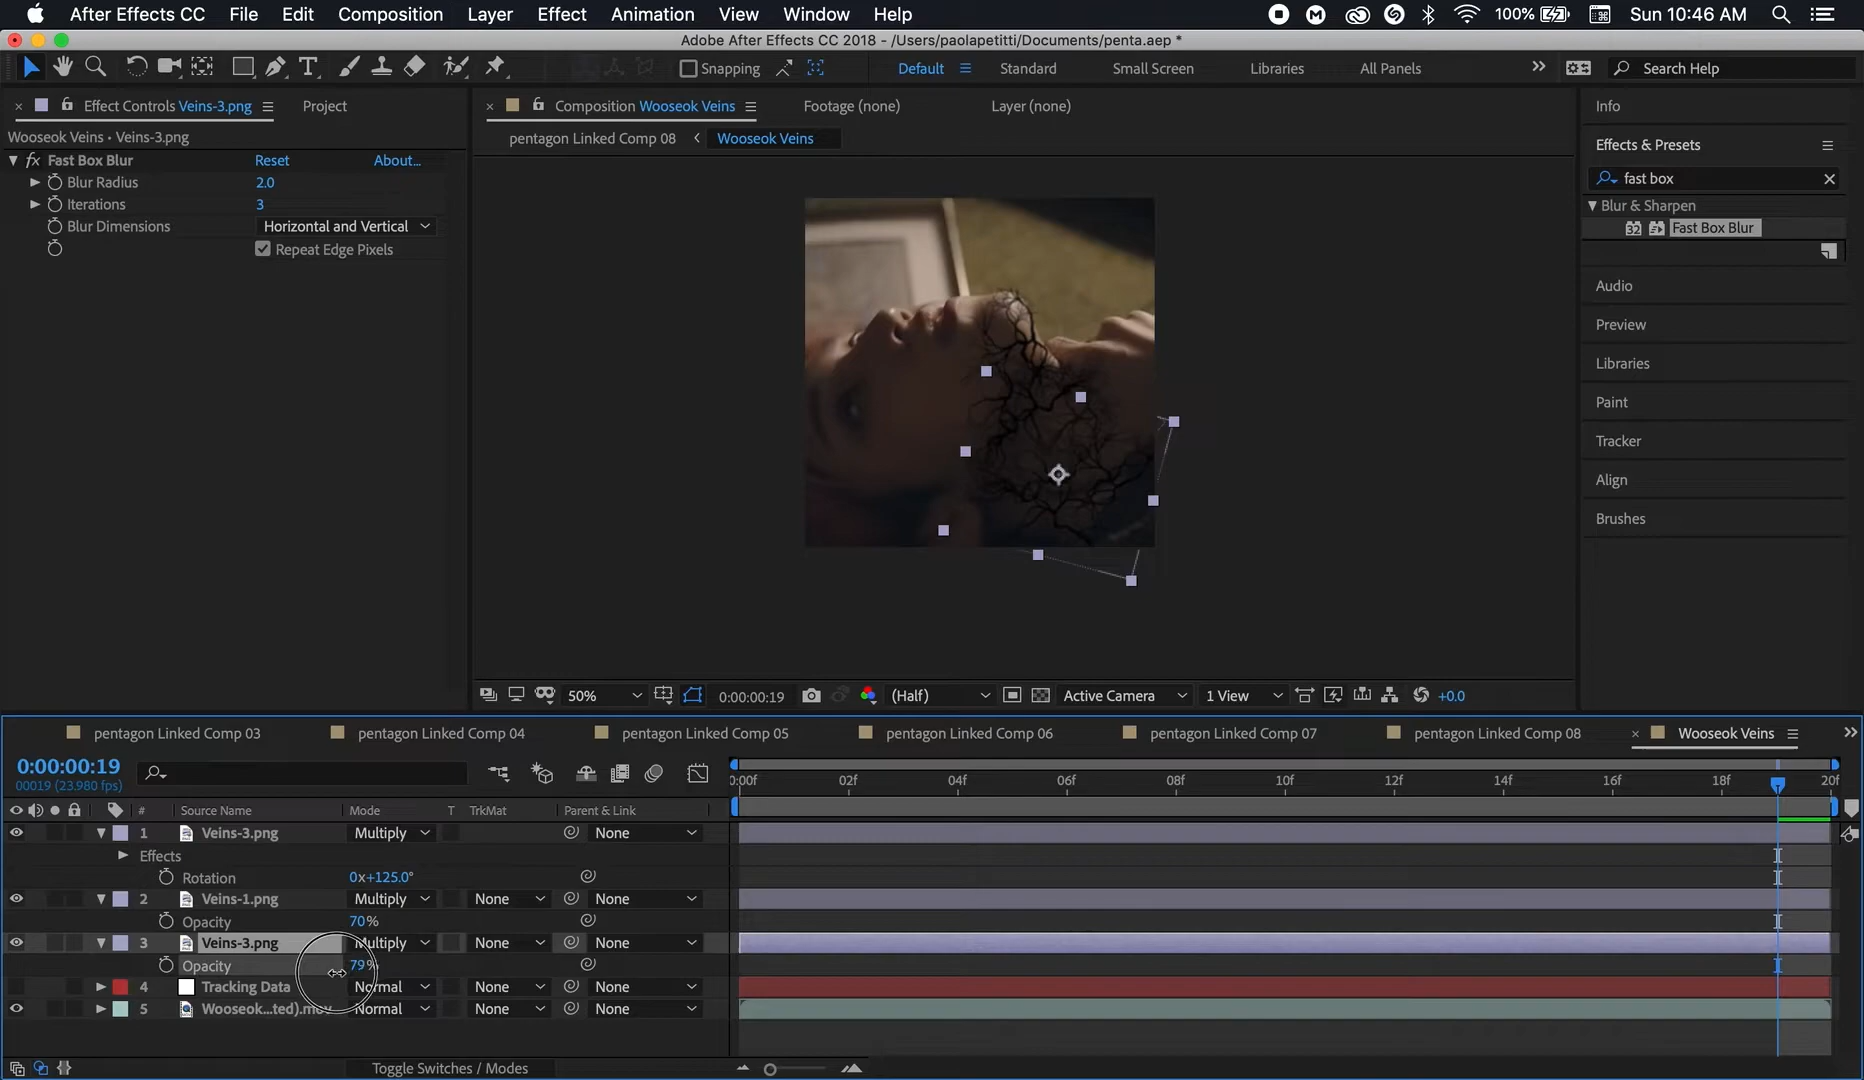 After Effects CC File Edit Composition Layer Effect Animation View Window Help 100% Sun 10:46 AM
Adobe After Effects CC 2018 - /Users/paolapetitti/Documents/penta.aep *
Snapping Default Standard Small Screen Libraries All Panels Search Help
Effect Controls Veins-3.png Project
Composition Wooseok Veins Footage (none) Layer (none)
Info
Wooseok Veins • Veins-3.png
pentagon Linked Comp 08 Wooseok Veins
Effects & Presets
fx Fast Box Blur Reset About...
fast box
Blur Radius 2.0
Iterations 3
Blur Dimensions Horizontal and Vertical
Repeat Edge Pixels
Blur & Sharpen
32 Fast Box Blur
Audio
Preview
Libraries
Paint
Tracker
Align
Brushes
50% 0:00:00:19 (Half) Active Camera 1 View +0.0
pentagon Linked Comp 03 pentagon Linked Comp 04 pentagon Linked Comp 05 pentagon Linked Comp 06 pentagon Linked Comp 07 pentagon Linked Comp 08 Wooseok Veins
0:00:00:19
00019 (23.980 fps)
0:00f 02f 04f 06f 08f 10f 12f 14f 16f 18f 20f
# Source Name Mode T TrkMat Parent & Link
1 Veins-3.png Multiply None
Effects
Rotation 0x+125.0°
2 Veins-1.png Multiply None None
Opacity 70%
3 Veins-3.png Multiply None None
Opacity 79%
4 Tracking Data Normal None None
5 Wooseok...ted).mov Normal None None
Toggle Switches / Modes